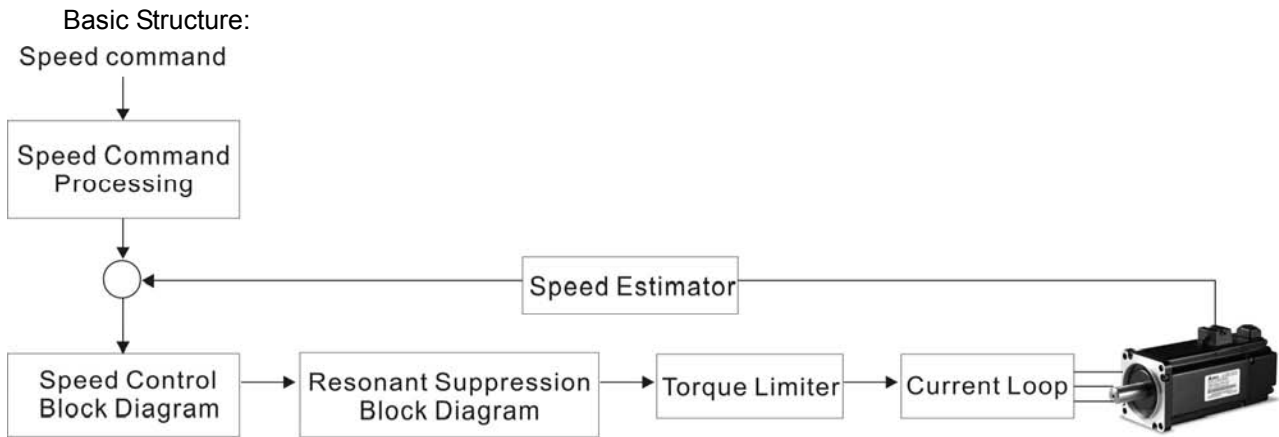 Basic Structure:
Speed command
Speed Command
Processing
Speed Estimator
Speed Control
Block Diagram
Resonant Suppression
Block Diagram
Torque Limiter
Current Loop